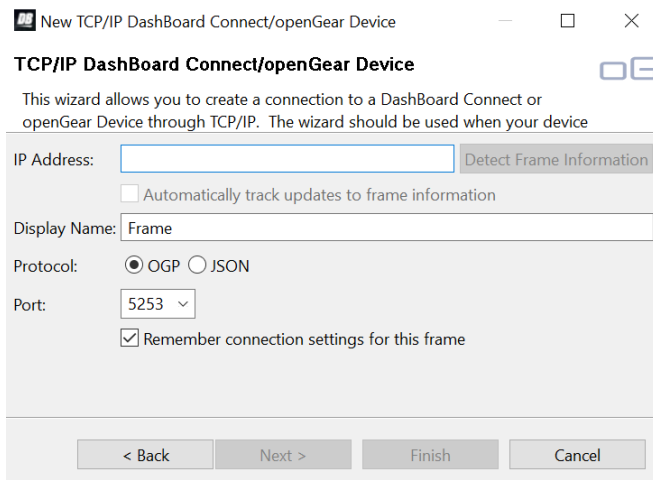 DB New TCP/IP DashBoard Connect/openGear Device
TCP/IP DashBoard Connect/openGear Device
This wizard allows you to create a connection to a DashBoard Connect or
openGear Device through TCP/IP. The wizard should be used when your device
IP Address: Detect Frame Information
Automatically track updates to frame information
Display Name: Frame
Protocol: OGP JSON
Port: 5253
Remember connection settings for this frame
< Back Next > Finish Cancel